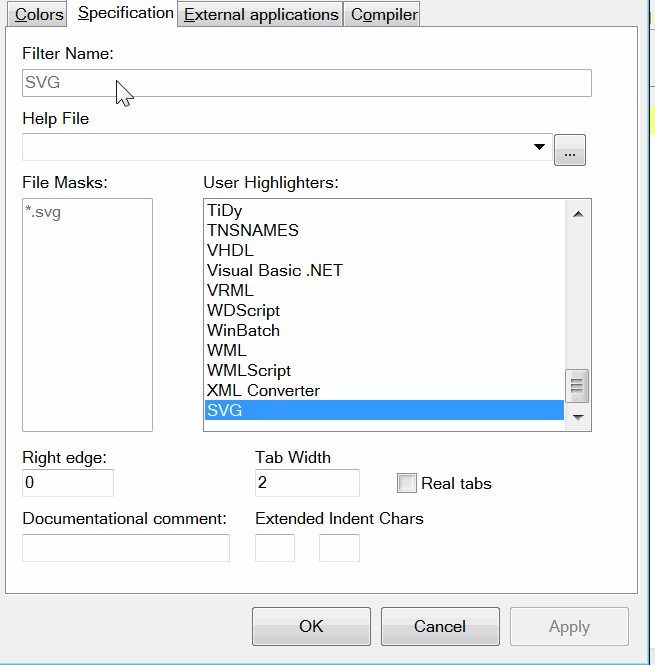 Colors Specification External applications Compiler
Filter Name:
SVG
Help File
...
File Masks: User Highlighters:
*.svg
TiDy
TNSNAMES
VHDL
Visual Basic .NET
VRML
WDScript
WinBatch
WML
WMLScript
XML Converter
SVG
Right edge: Tab Width
0 2 Real tabs
Documentational comment: Extended Indent Chars
OK Cancel Apply